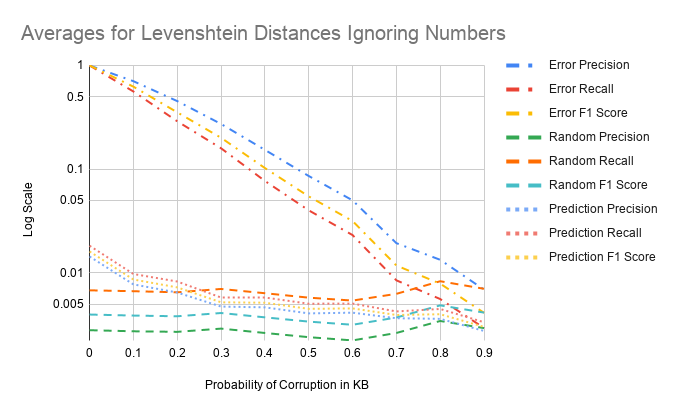 Averages for Levenshtein Distances Ignoring Numbers
1
0.5
0.1
0.05
0.01
0.005
Log Scale
0 0.1 0.2 0.3 0.4 0.5 0.6 0.7 0.8 0.9
Probability of Corruption in KB
Error Precision
Error Recall
Error F1 Score
Random Precision
Random Recall
Random F1 Score
Prediction Precision
Prediction Recall
Prediction F1 Score